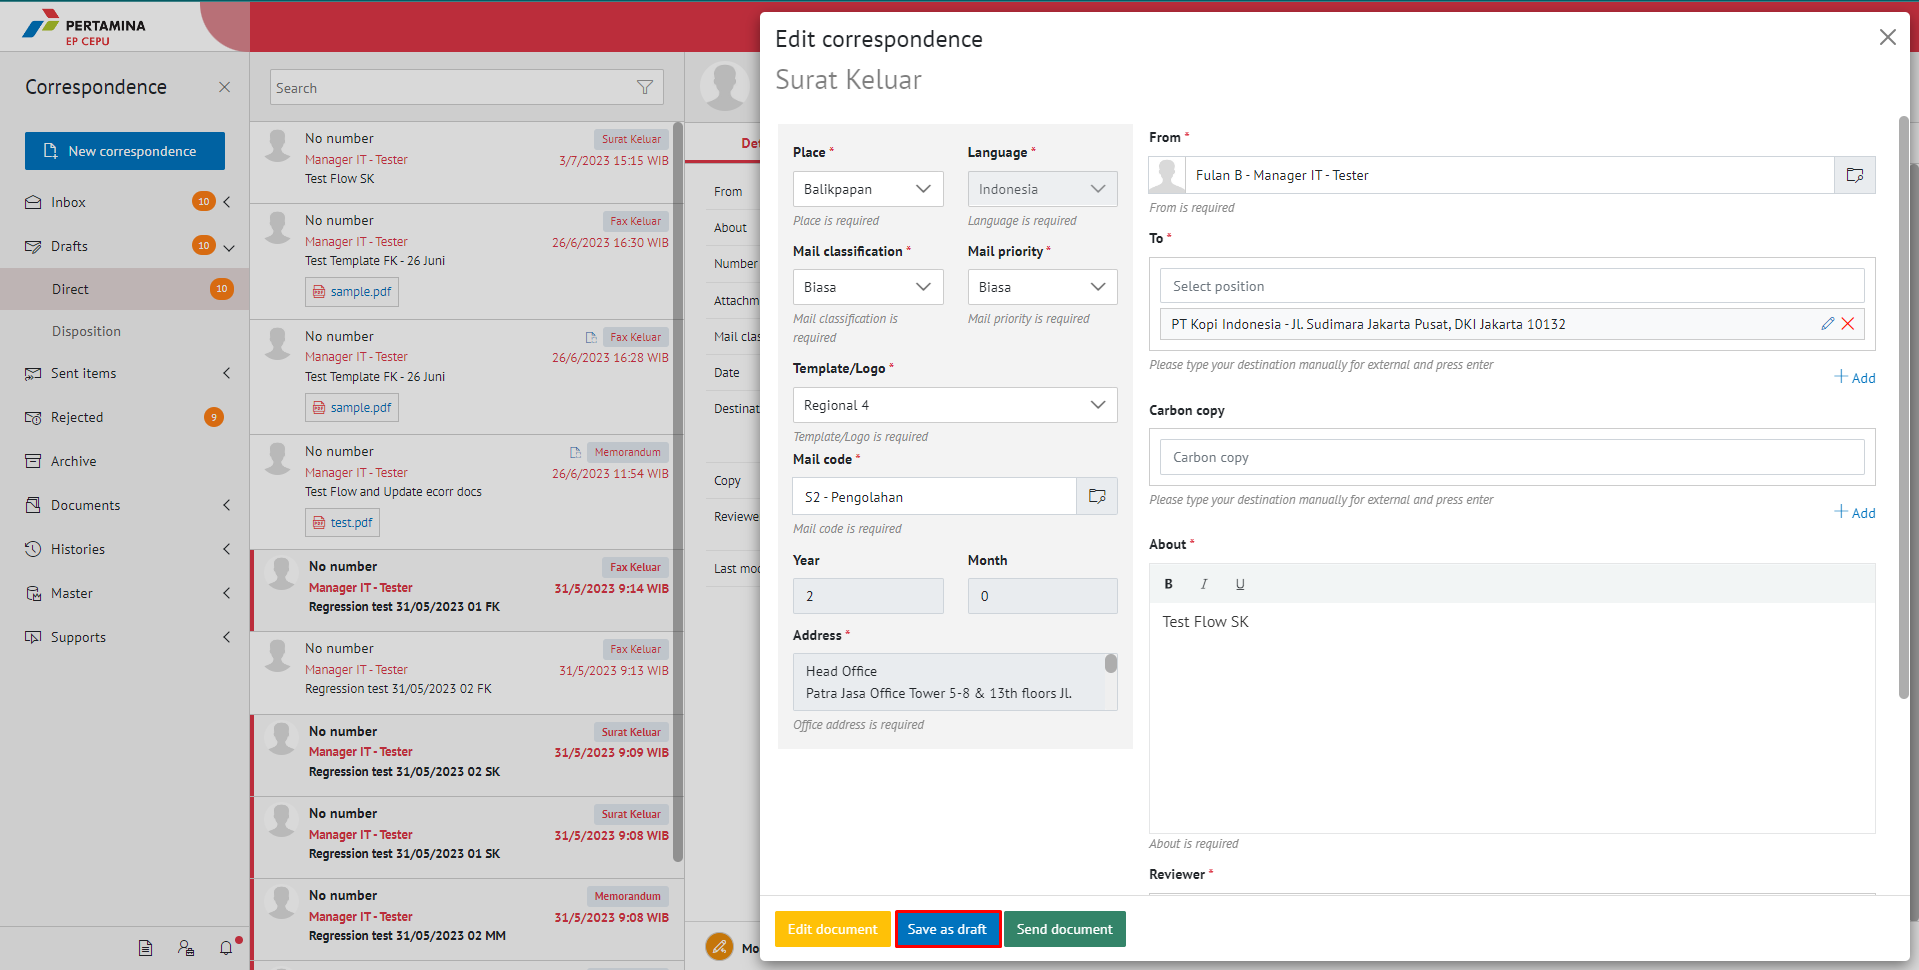 PERTAMINA
EP CEPU
Correspondence
New correspondence
Inbox 10
Drafts 10
Direct 10
Disposition
Sent items
Rejected 9
Archive
Documents
Histories
Master
Supports
Search
No number Surat Keluar
Manager IT - Tester 3/7/2023 15:15 WIB
Test Flow SK
No number Fax Keluar
Manager IT - Tester 26/6/2023 16:30 WIB
Test Template FK - 26 Juni
sample.pdf
No number Fax Keluar
Manager IT - Tester 26/6/2023 16:28 WIB
Test Template FK - 26 Juni
sample.pdf
No number Memorandum
Manager IT - Tester 26/6/2023 11:54 WIB
Test Flow and Update ecorr docs
test.pdf
No number Fax Keluar
Manager IT - Tester 31/5/2023 9:14 WIB
Regression test 31/05/2023 01 FK
No number Fax Keluar
Manager IT - Tester 31/5/2023 9:13 WIB
Regression test 31/05/2023 02 FK
No number Surat Keluar
Manager IT - Tester 31/5/2023 9:09 WIB
Regression test 31/05/2023 02 SK
No number Surat Keluar
Manager IT - Tester 31/5/2023 9:08 WIB
Regression test 31/05/2023 01 SK
No number Memorandum
Manager IT - Tester 31/5/2023 9:08 WIB
Regression test 31/05/2023 02 MM
De
From
About
Number
Attachm
Mail clas
Date
Destinat
Copy
Reviewe
Last mo
Mo
Edit correspondence
Surat Keluar
Place * Language *
Balikpapan Indonesia
Place is required Language is required
Mail classification * Mail priority *
Biasa Biasa
Mail classification is Mail priority is required
required
Template/Logo *
Regional 4
Template/Logo is required
Mail code *
S2 - Pengolahan
Mail code is required
Year Month
2 0
Address *
Head Office
Patra Jasa Office Tower 5-8 & 13th floors Jl.
Office address is required
From *
Fulan B - Manager IT - Tester
From is required
To *
Select position
PT Kopi Indonesia - Jl. Sudimara Jakarta Pusat, DKI Jakarta 10132
Please type your destination manually for external and press enter
+ Add
Carbon copy
Carbon copy
Please type your destination manually for external and press enter
+ Add
About *
B I U
Test Flow SK
About is required
Reviewer *
Edit document Save as draft Send document